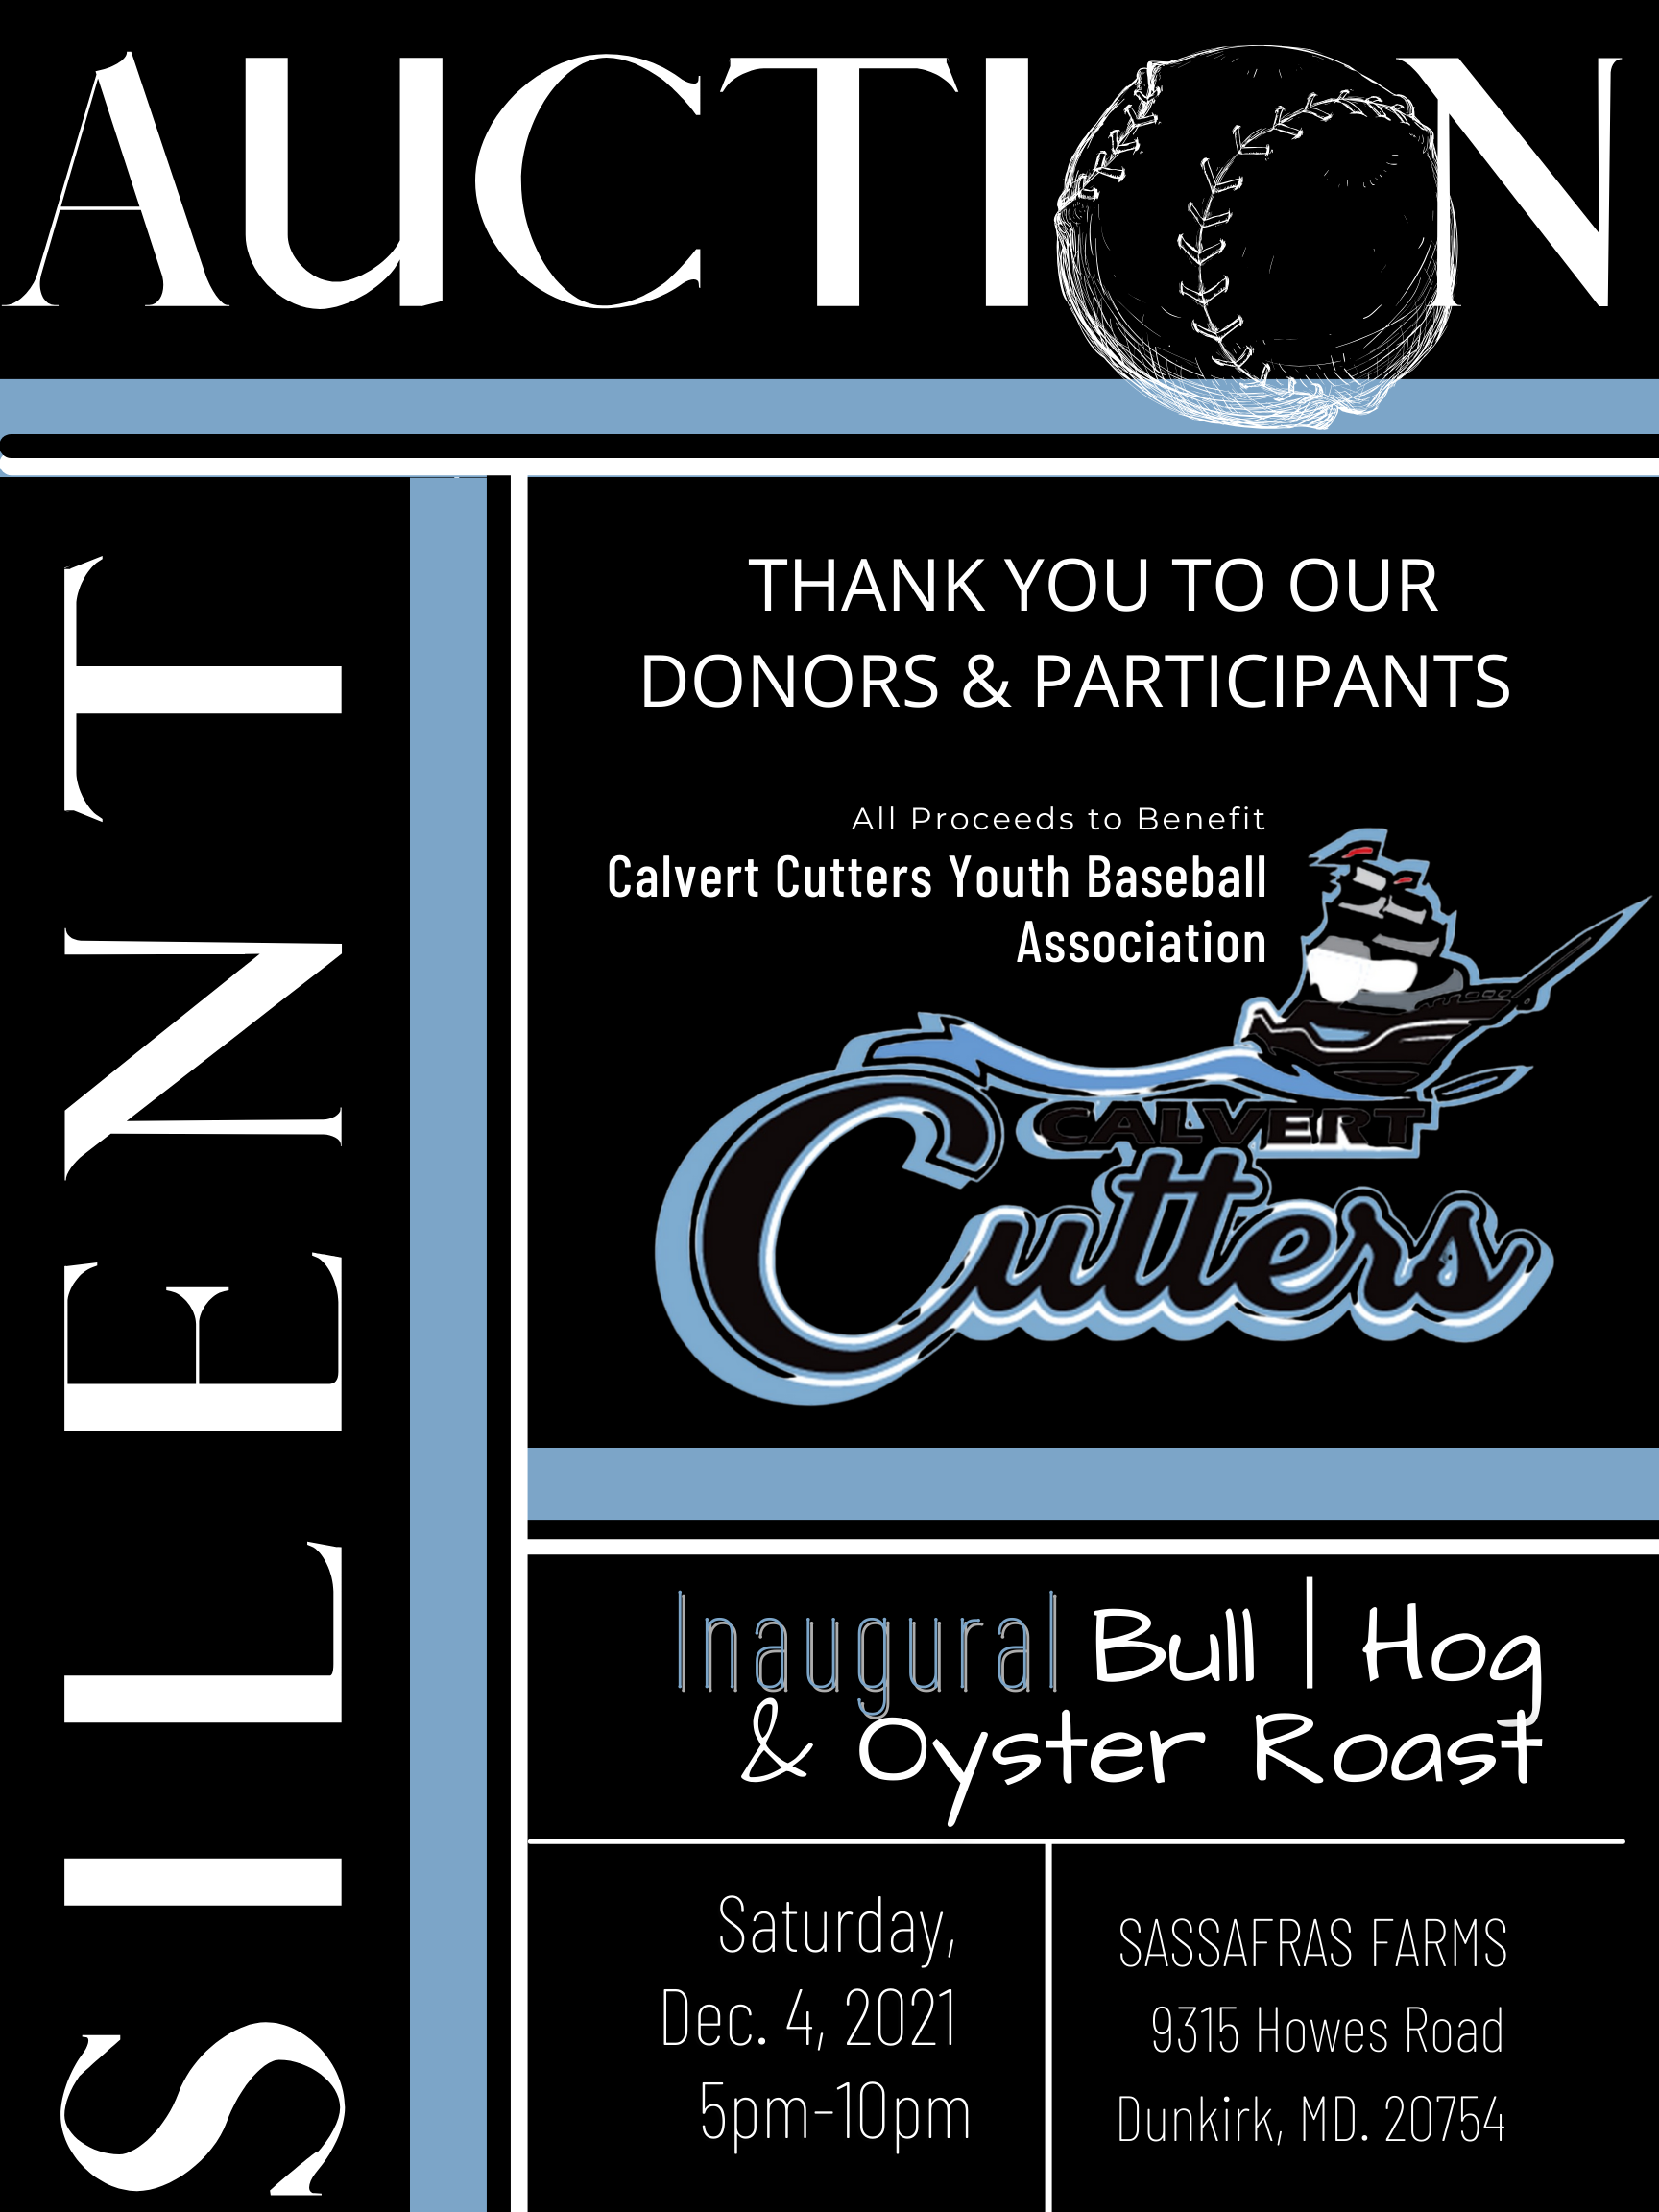 AUCTION
SILENT
THANK YOU TO OUR
DONORS & PARTICIPANTS
All Proceeds to Benefit
Calvert Cutters Youth Baseball
Association
CALVERT
Cutters
Inaugural Bull | Hog
& Oyster Roast
Saturday,
Dec. 4, 2021
5pm-10pm
SASSAFRAS FARMS
9315 Howes Road
Dunkirk, MD. 20754